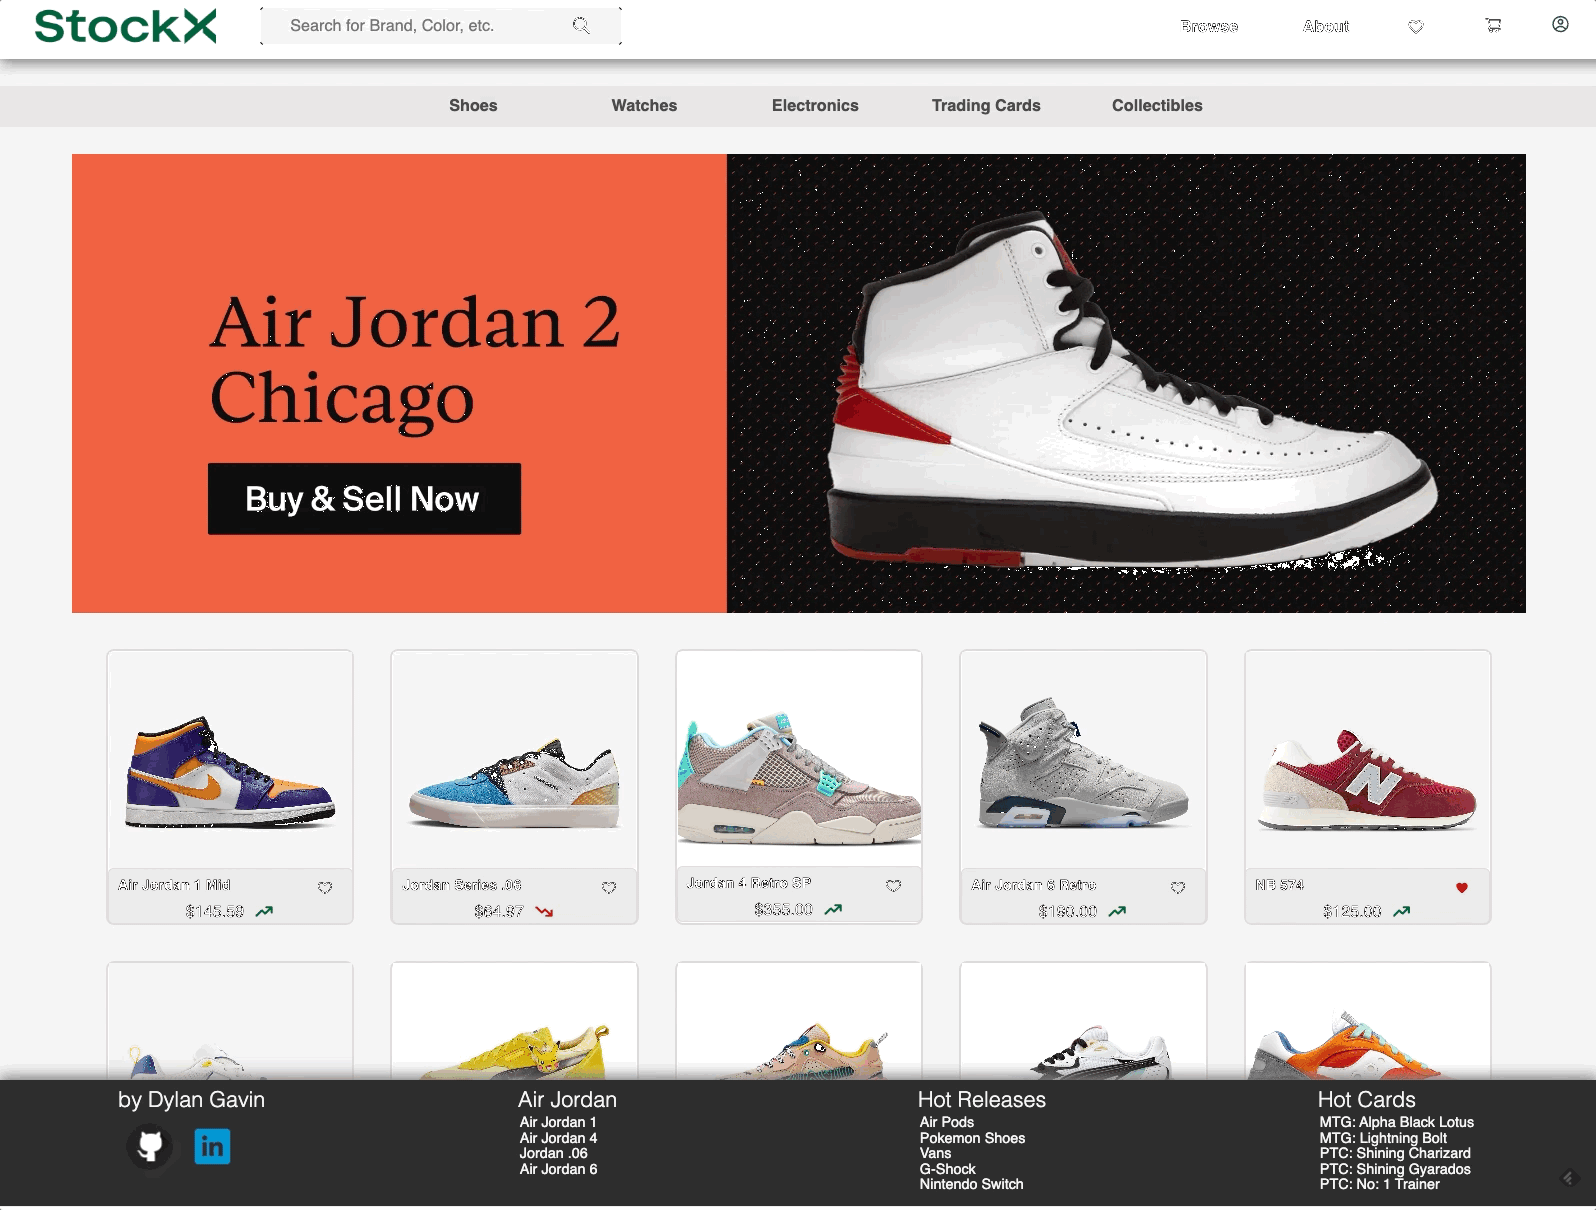 StockX
Search for Brand, Color, etc.
Browse
About
Shoes
Watches
Electronics
Trading Cards
Collectibles
Air Jordan 2
Chicago
Buy & Sell Now
Air Jordan 1 Mid
$145.59
Jordan Series .06
$64.97
Jordan 4 Retro SP
$355.00
Air Jordan 6 Retro
$190.00
NB 574
$125.00
by Dylan Gavin
in
Air Jordan
Air Jordan 1
Air Jordan 4
Jordan .06
Air Jordan 6
Hot Releases
Air Pods
Pokemon Shoes
Vans
G-Shock
Nintendo Switch
Hot Cards
MTG: Alpha Black Lotus
MTG: Lightning Bolt
PTC: Shining Charizard
PTC: Shining Gyarados
PTC: No: 1 Trainer